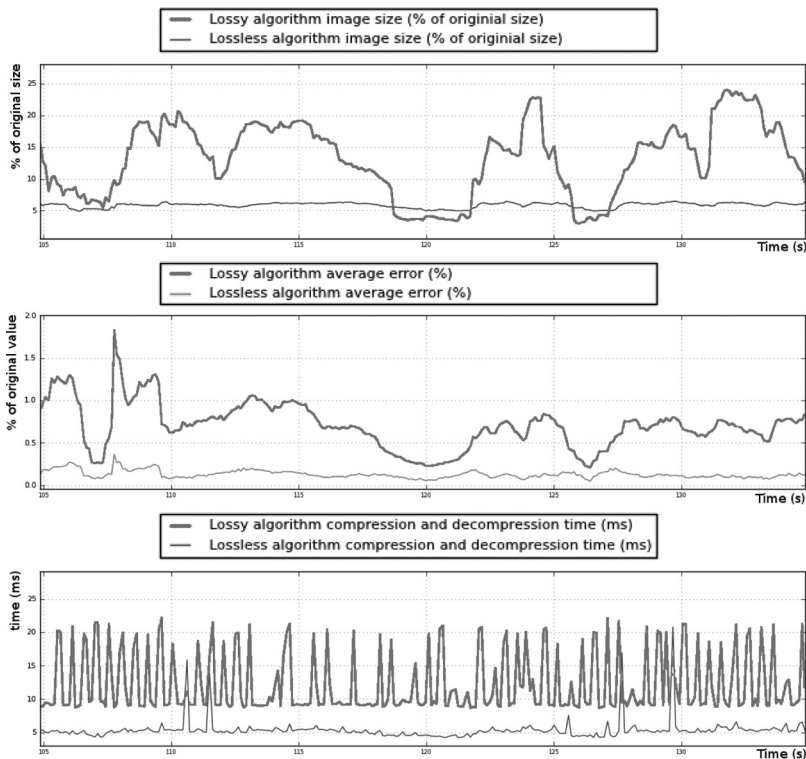 Lossy algorithm image size (% of originial size)
Lossless algorithm image size (% of originial size)
% of original size
25
20
15
10
5
105
110
115
120
125
130
Time (s)
Lossy algorithm average error (%)
Lossless algorithm average error (%)
% of original value
2.0
1.5
1.0
0.5
0.0
105
110
115
120
125
130
Time (s)
Lossy algorithm compression and decompression time (ms)
Lossless algorithm compression and decompression time (ms)
time (ms)
25
20
15
10
5
105
110
115
120
125
130
Time (s)